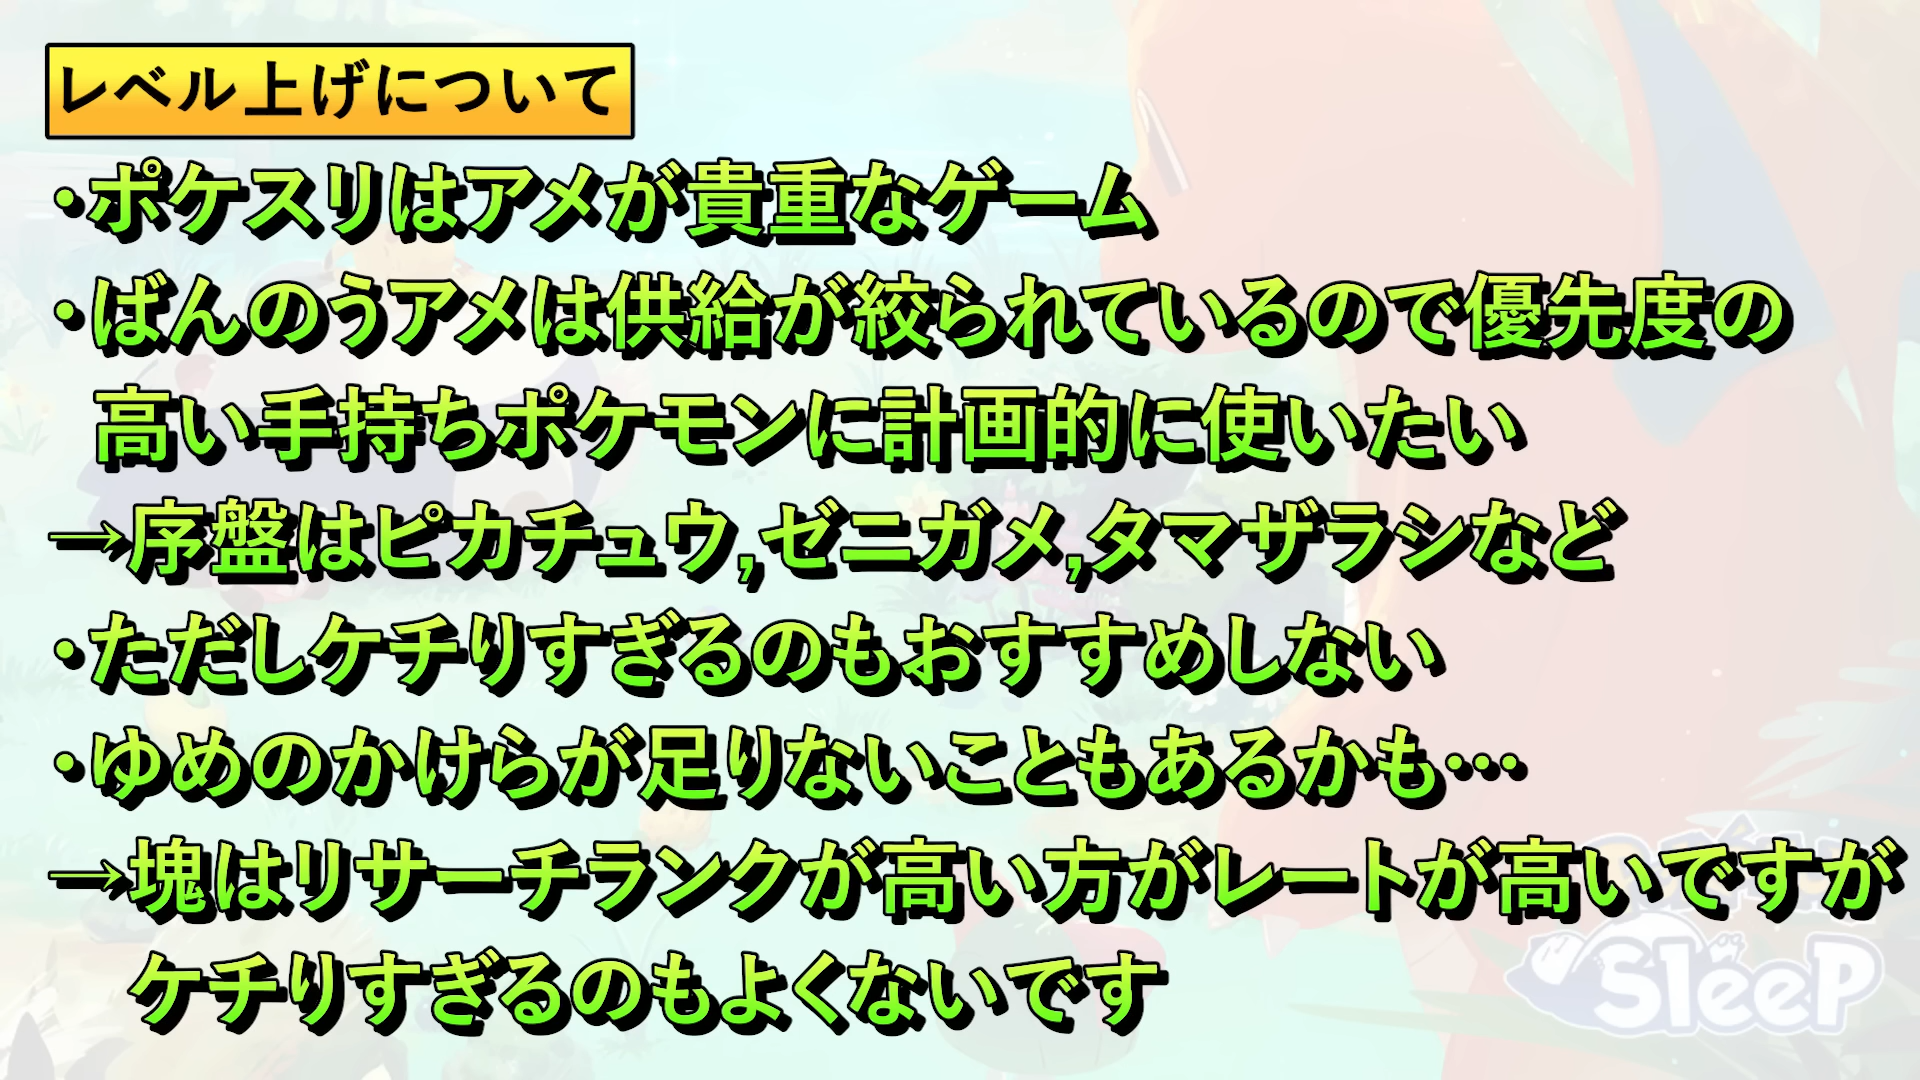 レベル上げについて
・ポケスリはアメが貴重なゲーム
・ばんのうアメは供給が絞られているので優先度の
高い手持ちポケモンに計画的に使いたい
→序盤はピカチュウ,ゼニガメ,タマザラシなど
・ただしケチりすぎるのもおすすめしない
・ゆめのかけらが足りないこともあるかも…
→塊はリサーチランクが高い方がレートが高いですが
ケチりすぎるのもよくないです
SleeP